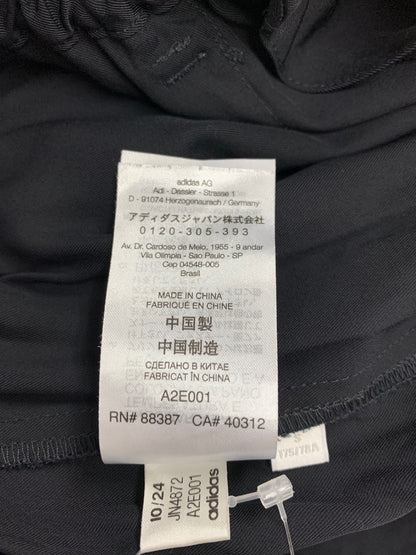 adidas AG
Adi - Dassler - Strasse 1
D - 91074 Herzogenaurach / Germany
アディダスジャパン株式会社
0120-305-393
Av. Dr. Cardoso de Melo, 1955 - 9 andar
Vila Olimpia - Sao Paulo - SP
Cep 04548-005
Brasil
MADE IN CHINA
FABRIQUÉ EN CHINE
中国製
中国制造
СДЕЛАНО В КИТАЕ
FABRICAT ÎN CHINA
A2E001
RN# 88387 CA# 40312
10/24
JN4872
A2E001
adidas
S
175/78A